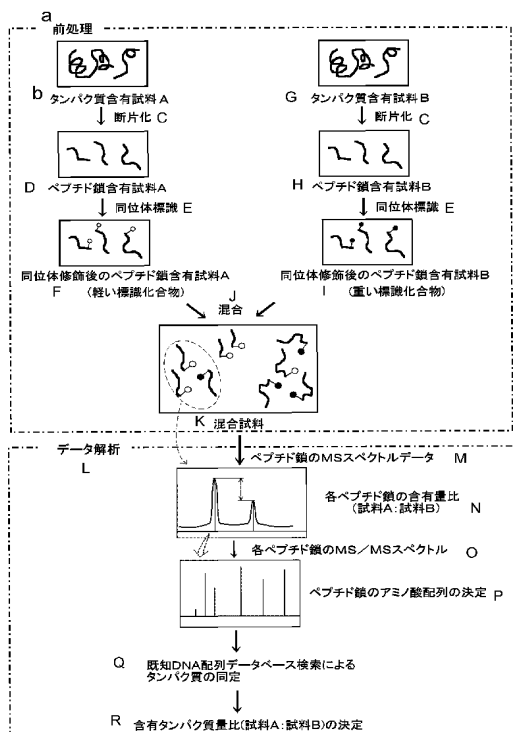 a
前処理
b タンパク質含有試料A
G タンパク質含有試料B
断片化 C
断片化 C
D ペプチド鎖含有試料A
H ペプチド鎖含有試料B
同位体標識 E
同位体標識 E
同位体修飾後のペプチド鎖含有試料A
F (軽い標識化合物)
同位体修飾後のペプチド鎖含有試料B
I (重い標識化合物)
J
混合
K 混合試料
データ解析
L
ペプチド鎖のMSスペクトルデータ M
各ペプチド鎖の含有量比 N
(試料A:試料B)
各ペプチド鎖のMS/MSスペクトル O
ペプチド鎖のアミノ酸配列の決定 P
Q 既知DNA配列データベース検索による
タンパク質の同定
R 含有タンパク質量比(試料A:試料B)の決定